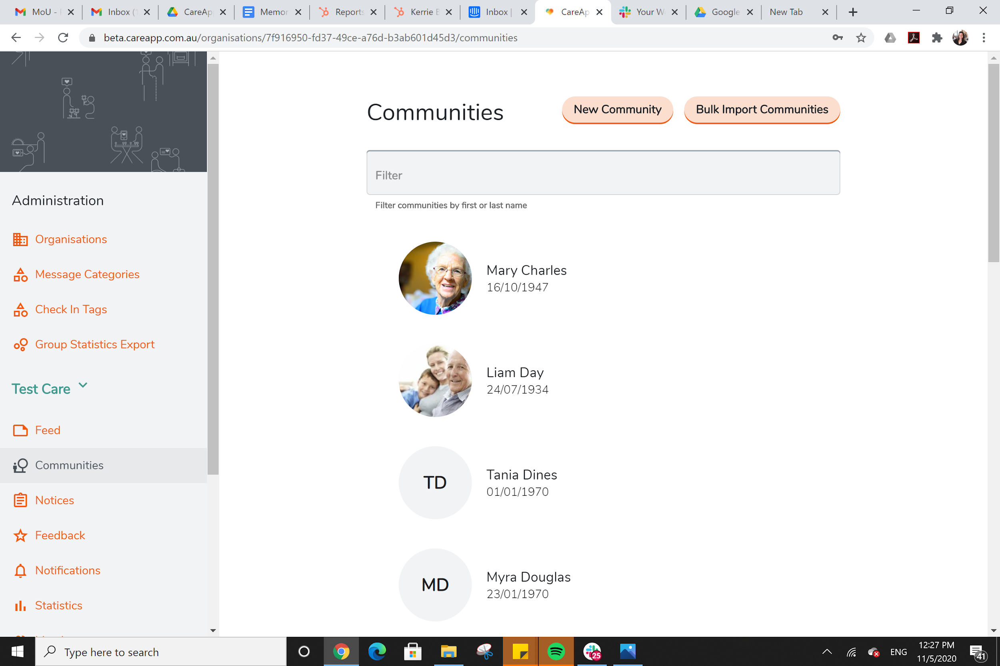 MoU -
Inbox (
CareAp
Memor
Reports
Kerrie
Inbox |
CareAp
Your W
Google
New Tab
beta.careapp.com.au/organisations/7f916950-fd37-49ce-a76d-b3ab601d45d3/communities
Communities
New Community
Bulk Import Communities
Filter
Filter communities by first or last name
Mary Charles
16/10/1947
Liam Day
24/07/1934
TD
Tania Dines
01/01/1970
MD
Myra Douglas
23/01/1970
Administration
Organisations
Message Categories
Check In Tags
Group Statistics Export
Test Care
Feed
Communities
Notices
Feedback
Notifications
Statistics
Type here to search
25
ENG
12:27 PM
11/5/2020
41